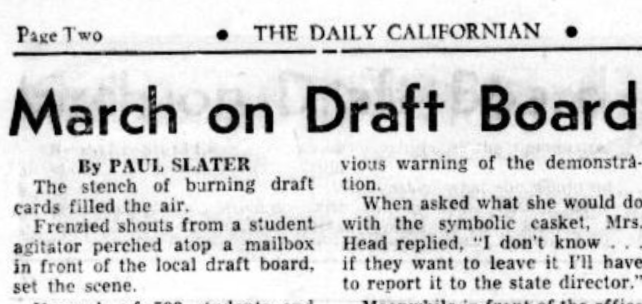 Page Two • THE DAILY CALIFORNIAN •
March on Draft Board
By PAUL SLATER
The stench of burning draft
cards filled the air.
Frenzied shouts from a student
agitator perched atop a mailbox
in front of the local draft board,
set the scene.
vious warning of the demonstra-
tion.
When asked what she would do
with the symbolic casket, Mrs.
Head replied, "I don't know . . .
if they want to leave it I'll have
to report it to the state director."